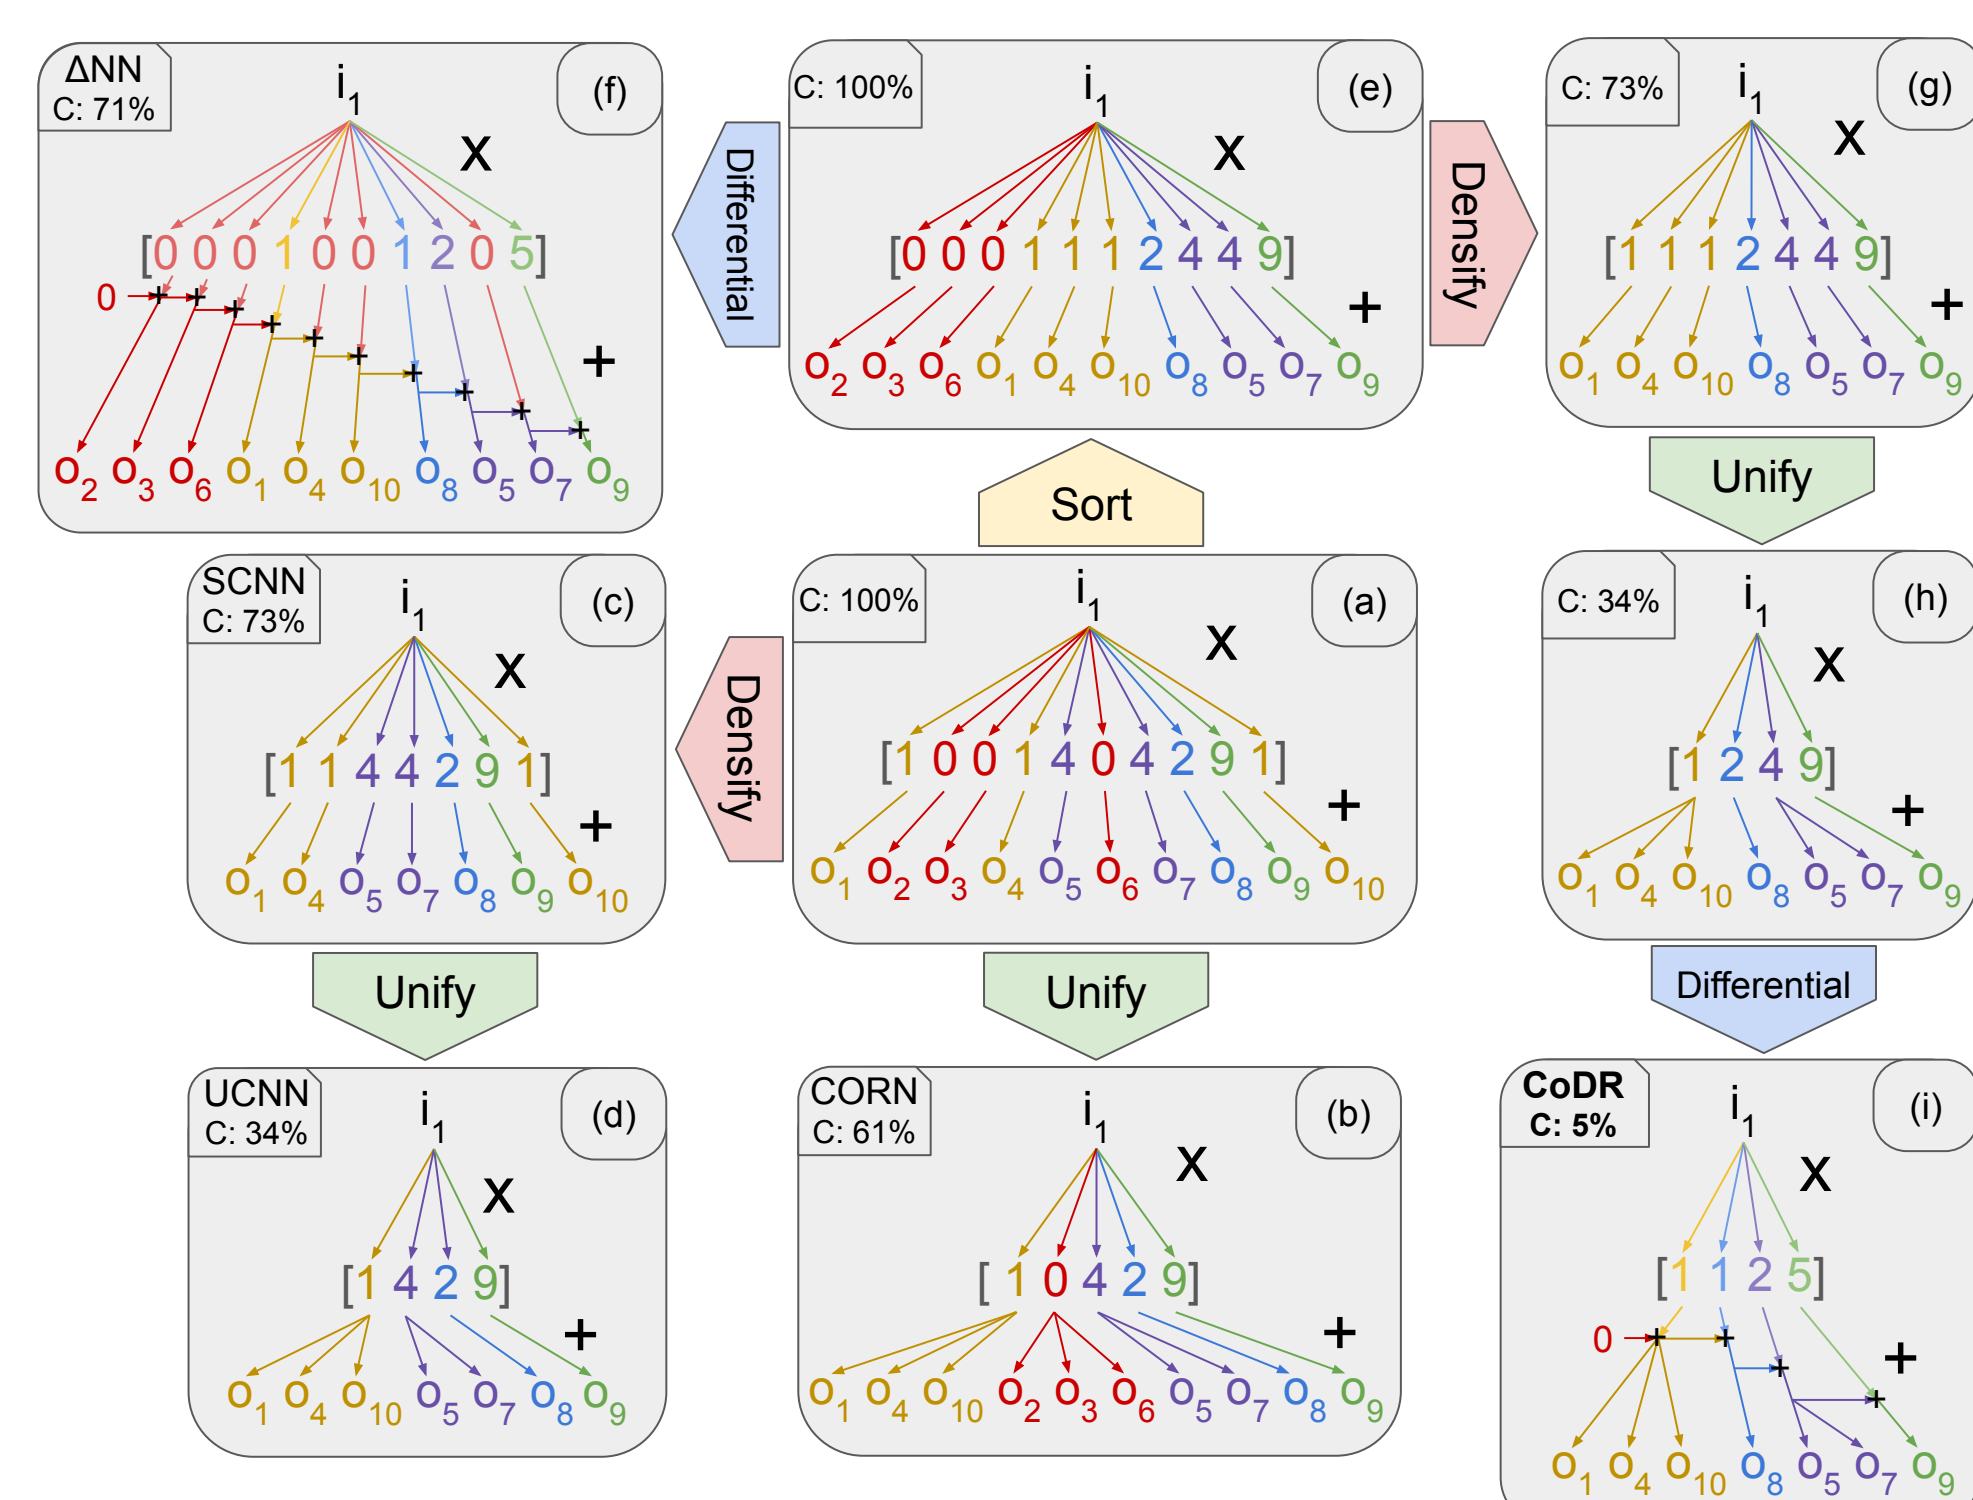 ΔNN
C: 71%
i1
(f)
x
[0 0 0 1 0 0 1 2 0 5]
0
+
o2 o3 o6 o1 o4 o10 o8 o5 o7 o9
Differential
C: 100%
i1
(e)
x
[0 0 0 1 1 1 2 4 4 9]
+
o2 o3 o6 o1 o4 o10 o8 o5 o7 o9
Densify
C: 73%
i1
(g)
x
[1 1 1 2 4 4 9]
+
o1 o4 o10 o8 o5 o7 o9
Sort
Unify
SCNN
C: 73%
i1
(c)
x
[1 1 4 4 2 9 1]
+
o1 o4 o5 o7 o8 o9 o10
Densify
C: 100%
i1
(a)
x
[1 0 0 1 4 0 4 2 9 1]
+
o1 o2 o3 o4 o5 o6 o7 o8 o9 o10
C: 34%
i1
(h)
x
[1 2 4 9]
+
o1 o4 o10 o8 o5 o7 o9
Unify
Unify
Differential
UCNN
C: 34%
i1
(d)
x
[1 4 2 9]
+
o1 o4 o10 o5 o7 o8 o9
CORN
C: 61%
i1
(b)
x
[ 1 0 4 2 9]
+
o1 o4 o10 o2 o3 o6 o5 o7 o8 o9
CoDR
C: 5%
i1
(i)
x
[1 1 2 5]
0
+
o1 o4 o10 o8 o5 o7 o9